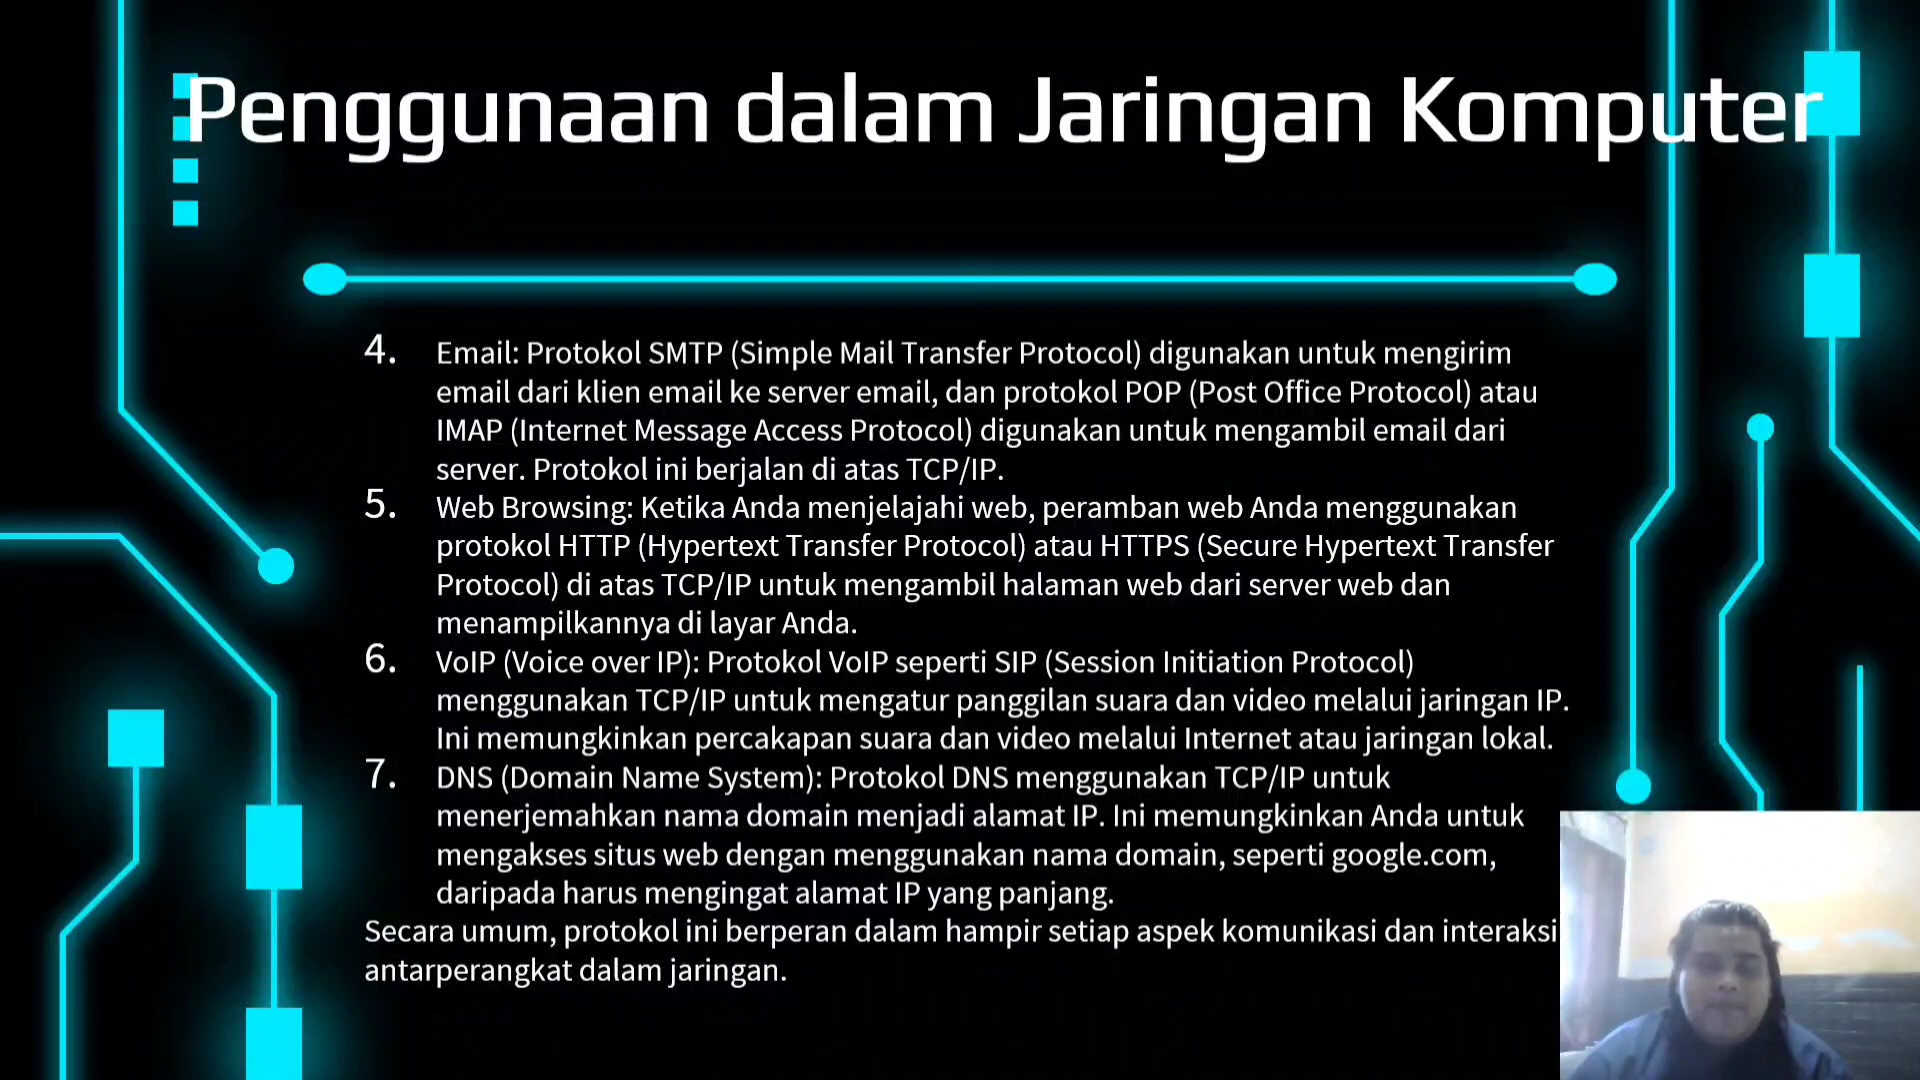 Penggunaan dalam Jaringan Komputer
4. Email: Protokol SMTP (Simple Mail Transfer Protocol) digunakan untuk mengirim
email dari klien email ke server email, dan protokol POP (Post Office Protocol) atau
IMAP (Internet Message Access Protocol) digunakan untuk mengambil email dari
server. Protokol ini berjalan di atas TCP/IP.
5. Web Browsing: Ketika Anda menjelajahi web, peramban web Anda menggunakan
protokol HTTP (Hypertext Transfer Protocol) atau HTTPS (Secure Hypertext Transfer
Protocol) di atas TCP/IP untuk mengambil halaman web dari server web dan
menampilkannya di layar Anda.
6. VoIP (Voice over IP): Protokol VoIP seperti SIP (Session Initiation Protocol)
menggunakan TCP/IP untuk mengatur panggilan suara dan video melalui jaringan IP.
Ini memungkinkan percakapan suara dan video melalui Internet atau jaringan lokal.
7. DNS (Domain Name System): Protokol DNS menggunakan TCP/IP untuk
menerjemahkan nama domain menjadi alamat IP. Ini memungkinkan Anda untuk
mengakses situs web dengan menggunakan nama domain, seperti google.com,
daripada harus mengingat alamat IP yang panjang.
Secara umum, protokol ini berperan dalam hampir setiap aspek komunikasi dan interaksi
antarperangkat dalam jaringan.